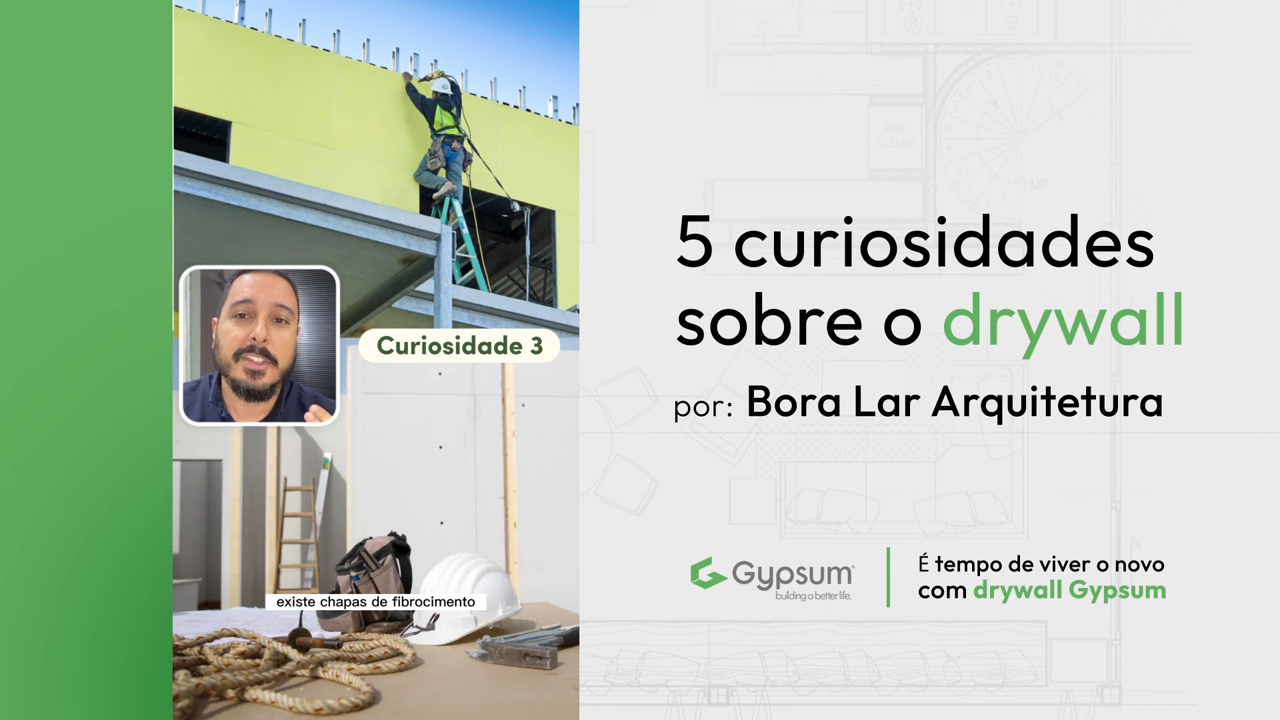 Curiosidade 3
existe chapas de fibrocimento
5 curiosidades
sobre o drywall
por: Bora Lar Arquitetura
Gypsum®
building a better life.
É tempo de viver o novo
com drywall Gypsum
UP